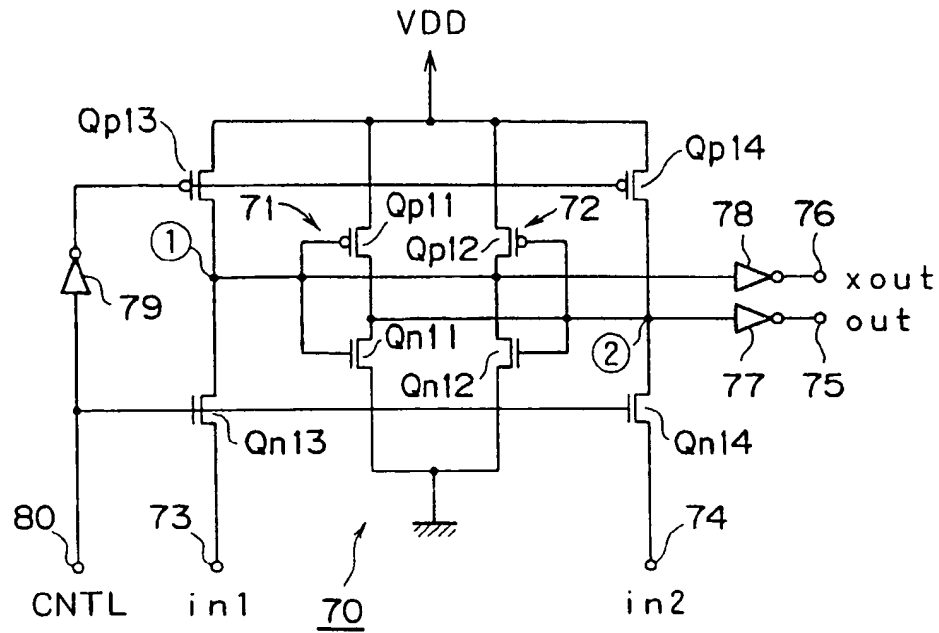 VDD
Qp13
Qp14
71
Qp11
72
Qp12
78
76
①
xout
79
out
Qn11
②
Qn12
77
75
Qn13
Qn14
80
73
74
CNTL
in1
70
in2